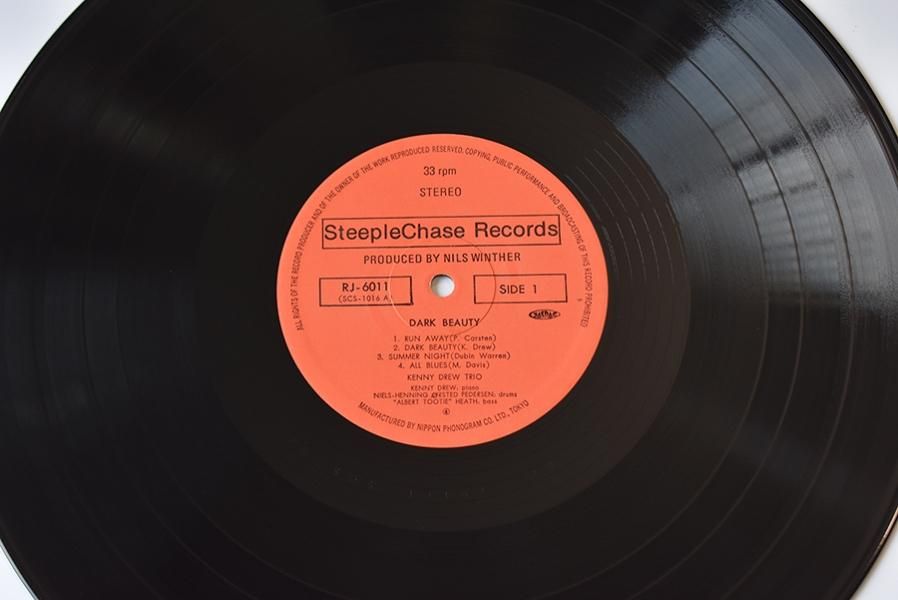 ALL RIGHTS OF THE RECORD PRODUCER AND OF THE OWNER OF THE WORK REPRODUCED RESERVED. COPYING, PUBLIC PERFORMANCE AND BROADCASTING OF THIS RECORD PROHIBITED
33 rpm
STEREO
SteepleChase Records
PRODUCED BY NILS WINTHER
RJ-6011
(SCS-1016 A)
SIDE 1
DARK BEAUTY
1. RUN AWAY(P. Carsten)
2. DARK BEAUTY(K. Drew)
3. SUMMER NIGHT(Dubin Warren)
4. ALL BLUES(M. Davis)
KENNY DREW TRIO
KENNY DREW, piano
NIELS-HENNING ØRSTED PEDERSEN, drums
"ALBERT TOOTIE" HEATH, bass
MANUFACTURED BY NIPPON PHONOGRAM CO. LTD., TOKYO